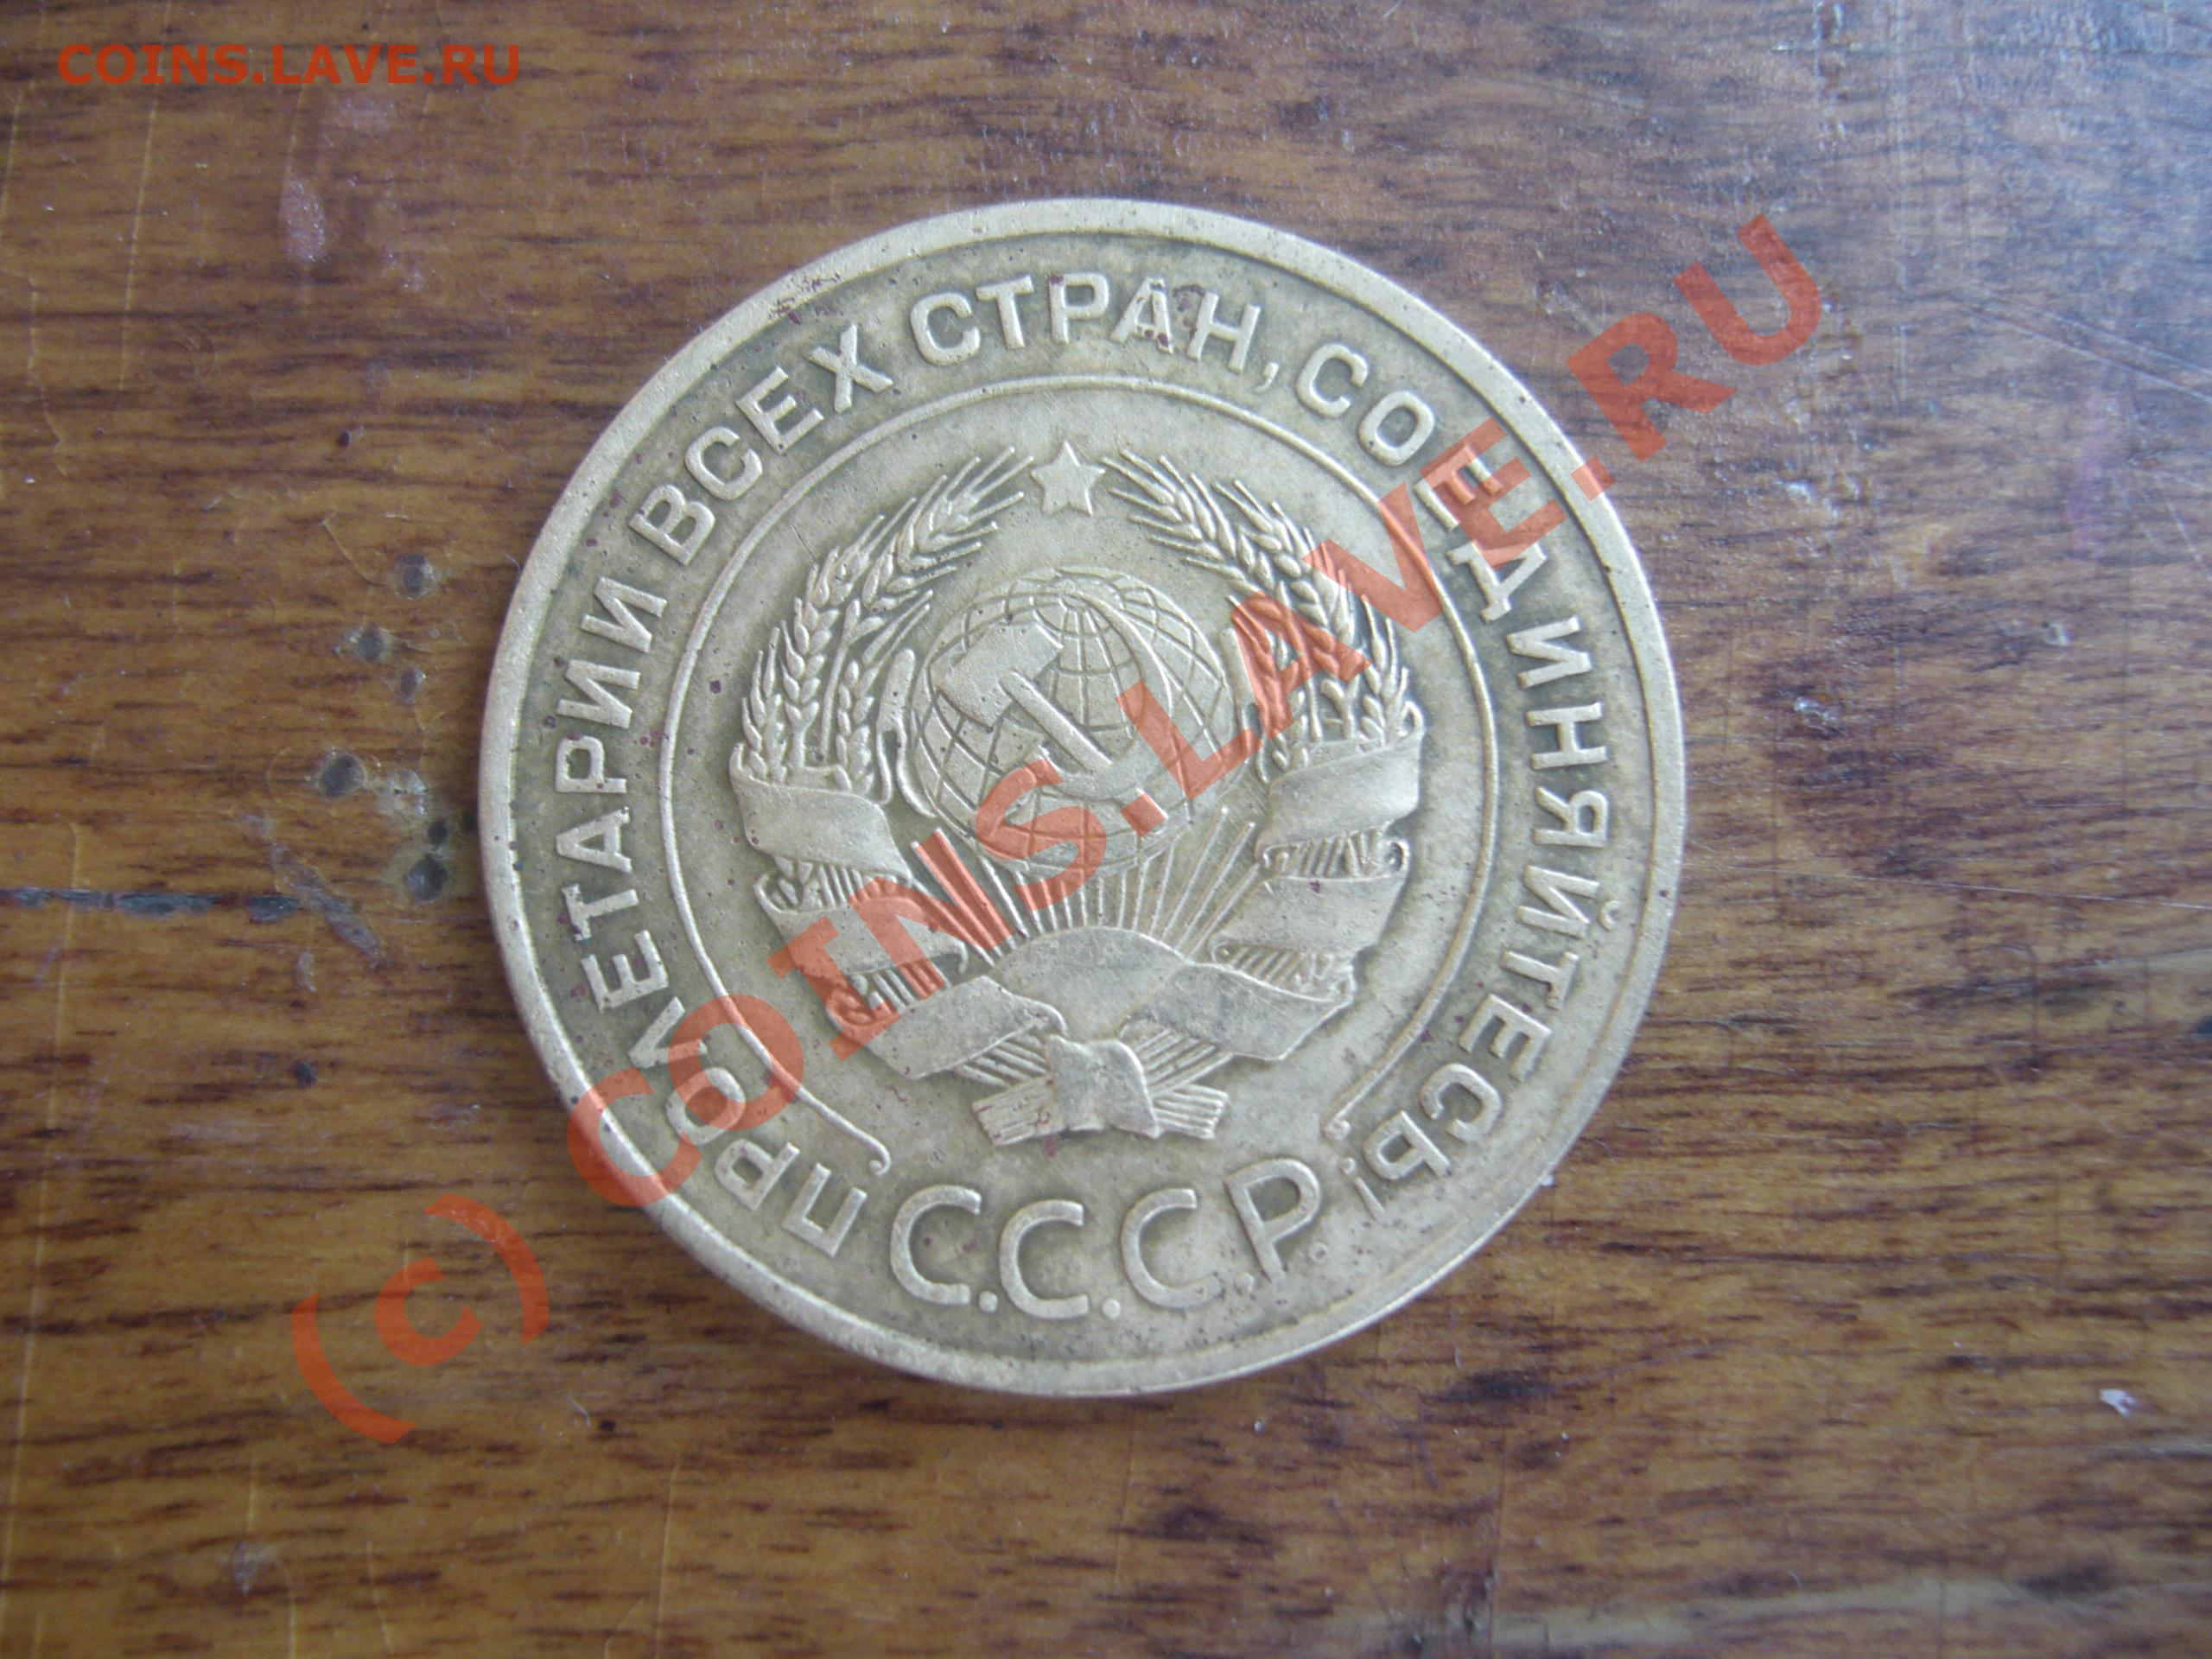 COINS.LAVE.RU
ПРОЛЕТАРИИ ВСЕХ СТРАН, СОЕДИНЯЙТЕСЬ!
С.С.С.Р.
(c) COINS.LAVE.RU